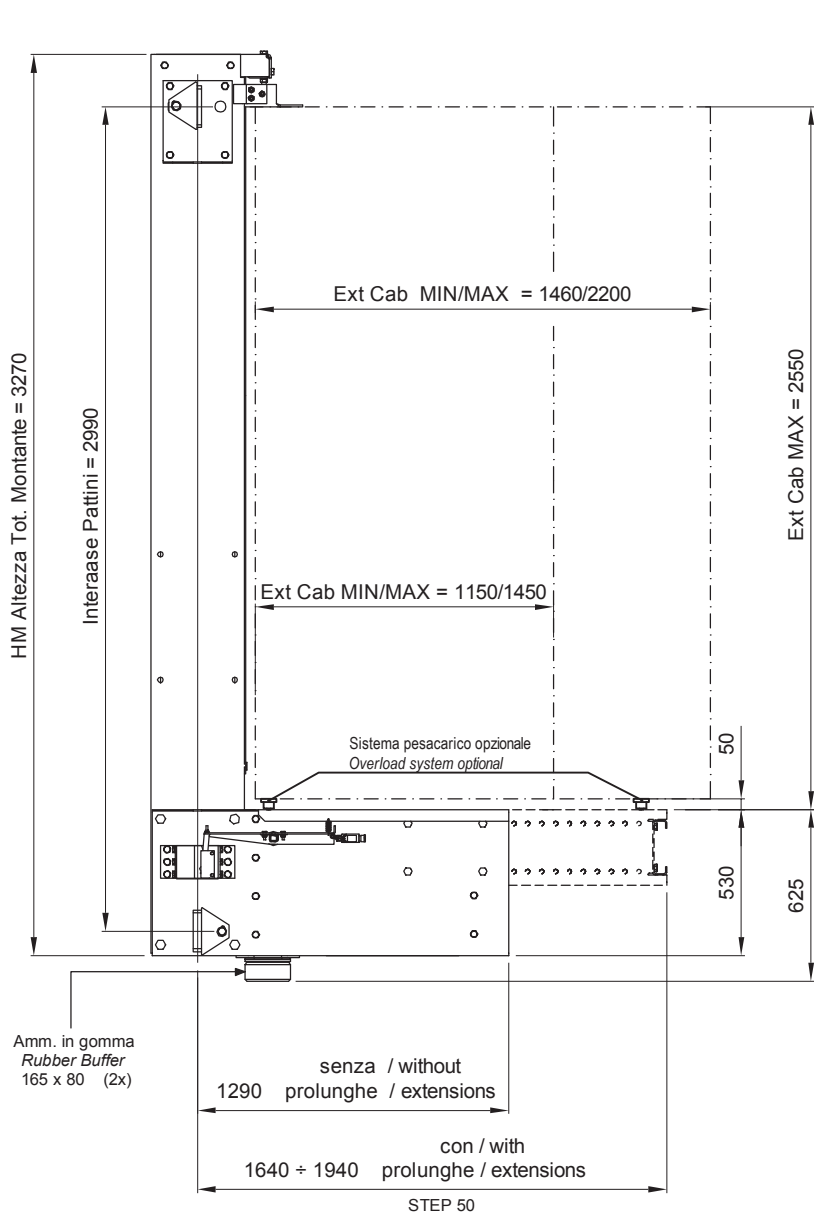 Ext Cab MIN/MAX = 1460/2200
HM Altezza Tot. Montante = 3270
Interaase Pattini = 2990
Ext Cab MAX = 2550
Ext Cab MIN/MAX = 1150/1450
Sistema pesacarico opzionale
Overload system optional
50
530
625
Amm. in gomma
Rubber Buffer
165 x 80 (2x)
senza / without
1290 prolunghe / extensions
con / with
1640 ÷ 1940 prolunghe / extensions
STEP 50